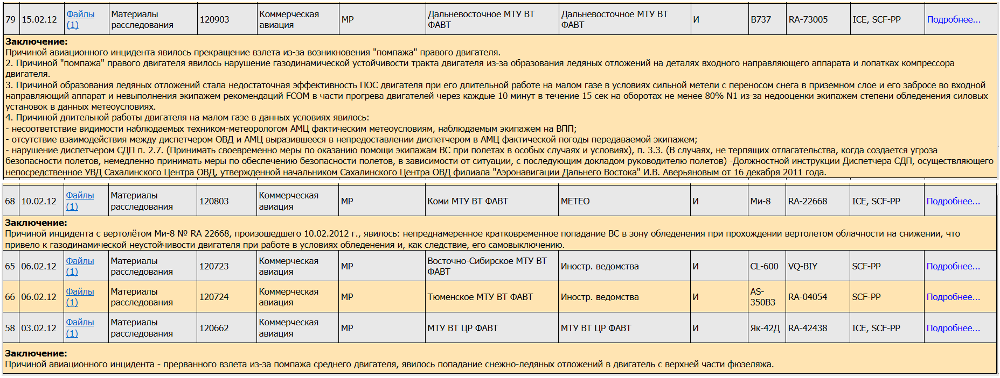 79 15.02.12 Файлы (1) Материалы расследования 120903 Коммерческая авиация МР Дальневосточное МТУ ВТ ФАВТ Дальневосточное МТУ ВТ ФАВТ И B737 RA-73005 ICE, SCF-PP Подробнее...
Заключение:
Причиной авиационного инцидента явилось прекращение взлета из-за возникновения "помпажа" правого двигателя.
2. Причиной "помпажа" правого двигателя явилось нарушение газодинамической устойчивости тракта двигателя из-за образования ледяных отложений на деталях входного направляющего аппарата и лопатках компрессора
двигателя.
3. Причиной образования ледяных отложений стала недостаточная эффективность ПОС двигателя при его длительной работе на малом газе в условиях сильной метели с переносом снега в приземном слое и его забросе во входной
направляющий аппарат и невыполнения экипажем рекомендаций FCOM в части прогрева двигателей через каждые 10 минут в течение 15 сек на оборотах не менее 80% N1 из-за недооценки экипажем степени обледенения силовых
установок в данных метеоусловиях.
4. Причиной длительной работы двигателя на малом газе в данных условиях явилось:
- несоответствие видимости наблюдаемых техником-метеорологом АМЦ фактическим метеоусловиям, наблюдаемым экипажем на ВПП;
- отсутствие взаимодействия между диспетчером ОВД и АМЦ выразившееся в непредоставлении диспетчером в АМЦ фактической погоды передаваемой экипажем;
- нарушение диспетчером СДП п. 2.7. (Принимать своевременно меры по оказанию помощи экипажам ВС при полетах в особых случаях и условиях), п. 3.3. (В случаях, не терпящих отлагательства, когда создается угроза
безопасности полетов, немедленно принимать меры по обеспечению безопасности полетов, в зависимости от ситуации, с последующим докладом руководителю полетов) -Должностной инструкции Диспетчера СДП, осуществляющего
непосредственное УВД Сахалинского Центра ОВД, утвержденной начальником Сахалинского Центра ОВД филиала "Аэронавигации Дальнего Востока" И.В. Аверьяновым от 16 декабря 2011 года.
68 10.02.12 Файлы (1) Материалы расследования 120803 Коммерческая авиация МР Коми МТУ ВТ ФАВТ МЕТЕО И Ми-8 RA-22668 ICE, SCF-PP Подробнее...
Заключение:
Причиной инцидента с вертолётом Ми-8 № RA 22668, произошедшего 10.02.2012 г., явилось: непреднамеренное кратковременное попадание ВС в зону обледенения при прохождении вертолетом облачности на снижении, что
привело к газодинамической неустойчивости двигателя при работе в условиях обледенения и, как следствие, его самовыключению.
65 06.02.12 Файлы (1) Материалы расследования 120723 Коммерческая авиация МР Восточно-Сибирское МТУ ВТ ФАВТ Иностр. ведомства И CL-600 VQ-BIY SCF-PP Подробнее...
66 06.02.12 Файлы (1) Материалы расследования 120724 Коммерческая авиация МР Тюменское МТУ ВТ ФАВТ Иностр. ведомства И AS-350B3 RA-04054 SCF-PP Подробнее...
58 03.02.12 Файлы (1) Материалы расследования 120662 Коммерческая авиация МР МТУ ВТ ЦР ФАВТ МТУ ВТ ЦР ФАВТ И Як-42Д RA-42438 ICE, SCF-PP Подробнее...
Заключение:
Причиной авиационного инцидента - прерванного взлета из-за помпажа среднего двигателя, явилось попадание снежно-ледяных отложений в двигатель с верхней части фюзеляжа.